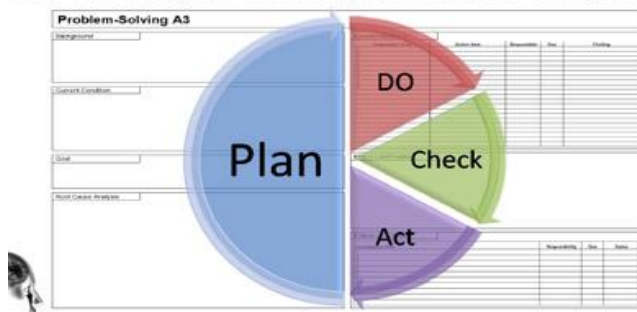 Problem-Solving A3
Background
Current Condition
Goal
Root Cause Analysis
Plan
DO
Check
Act
Action Item
Responsible
Due
Finding
Responsibility
Due
Status